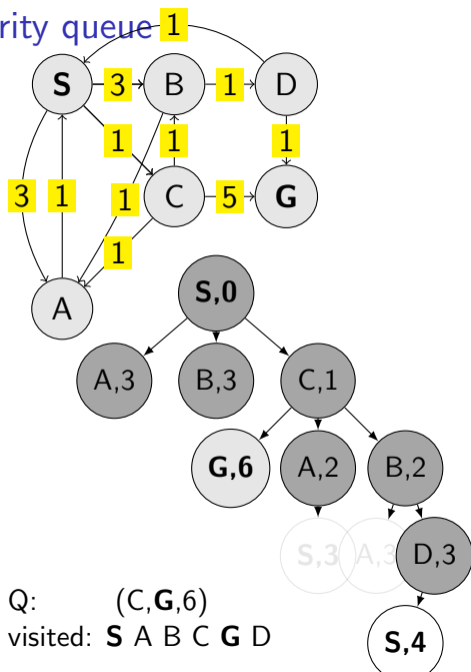 rity queue
1
S 3 B 1 D
1 1 1
3 1 1 C 5 G
1
A
S,0
A,3 B,3 C,1
G,6 A,2 B,2
S,3 A,3 D,3
Q: (C,G,6)
visited: S A B C G D
S,4